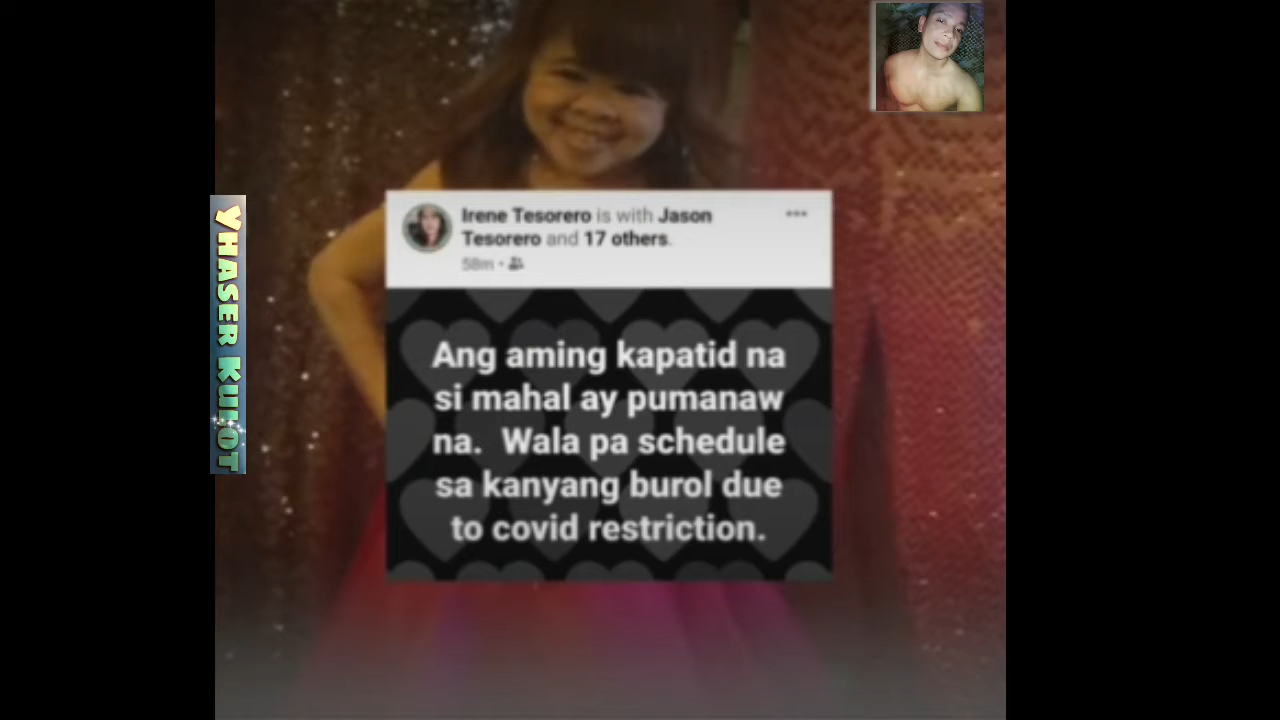 Irene Tesorero is with Jason
Tesorero and 17 others.
58m
Ang aming kapatid na
si mahal ay pumanaw
na. Wala pa schedule
sa kanyang burol due
to covid restriction.
YHASER KULOT